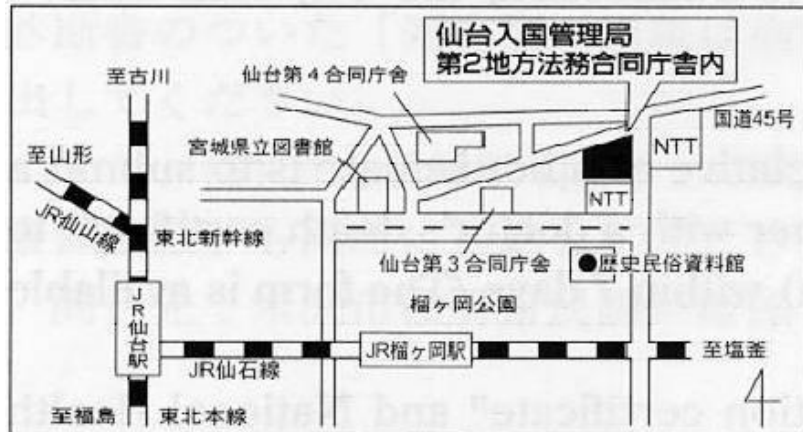 仙台入国管理局
第2地方法務合同庁舎内
至古川
仙台第4合同庁舎
国道45号
宮城県立図書館
NTT
至山形
JR仙山線
NTT
東北新幹線
仙台第3合同庁舎
●歴史民俗資料館
榴ヶ岡公園
JR仙台駅
JR榴ヶ岡駅
至塩釜
JR仙石線
至福島
東北本線
4